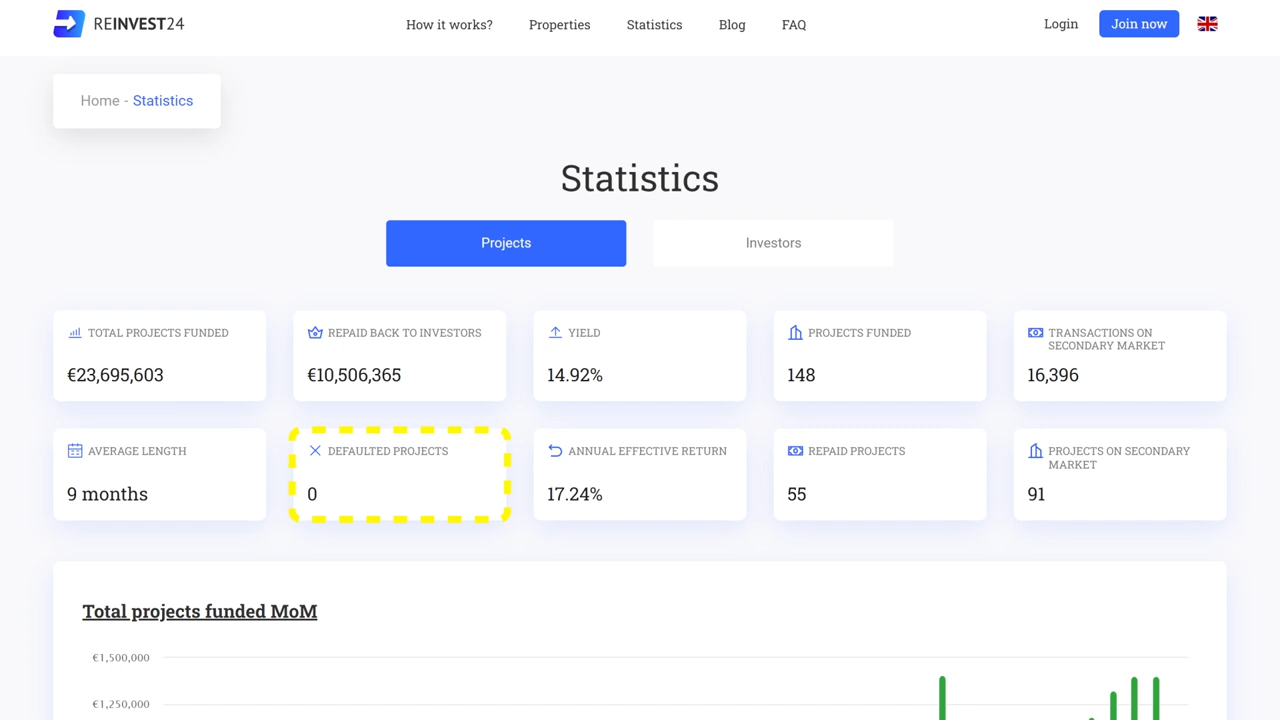 REINVEST24
How it works?
Properties
Statistics
Blog
FAQ
Login
Join now
Home - Statistics
Statistics
Projects
Investors
TOTAL PROJECTS FUNDED
€23,695,603
REPAID BACK TO INVESTORS
€10,506,365
YIELD
14.92%
PROJECTS FUNDED
148
TRANSACTIONS ON
SECONDARY MARKET
16,396
AVERAGE LENGTH
9 months
DEFAULTED PROJECTS
0
ANNUAL EFFECTIVE RETURN
17.24%
REPAID PROJECTS
55
PROJECTS ON SECONDARY
MARKET
91
Total projects funded MoM
€1,500,000
€1,250,000